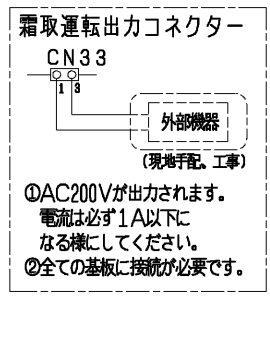 霜取運転出力コネクター
CN33
1 3
外部機器
(現地手配、工事)
①AC200Vが出力されます。
電流は必ず1A以下に
なる様にしてください。
②全ての基板に接続が必要です。